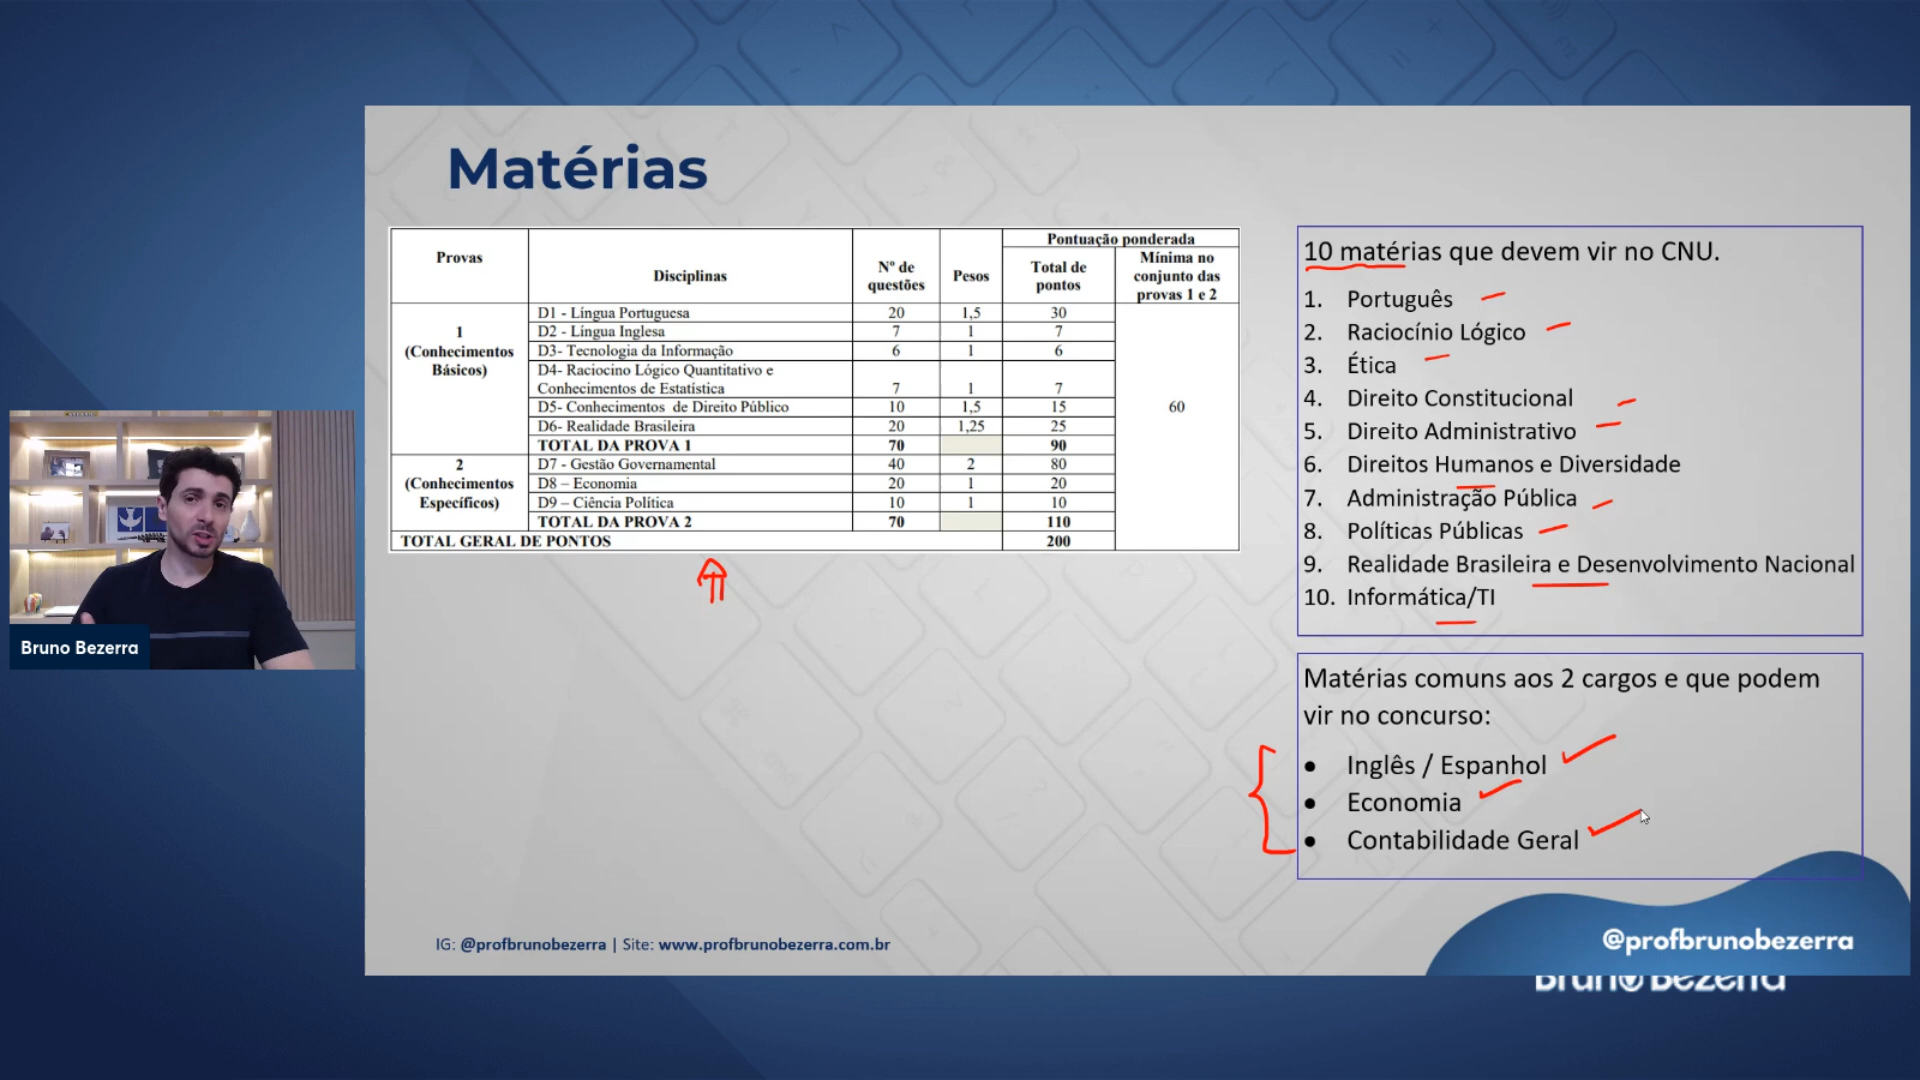 Matérias
Provas
Disciplinas
Nº de questões
Pesos
Pontuação ponderada
Total de pontos
Mínima no conjunto das provas 1 e 2
1 (Conhecimentos Básicos)
D1 - Língua Portuguesa 20 1,5 30
D2 - Língua Inglesa 7 1 7
D3- Tecnologia da Informação 6 1 6
D4- Raciocino Lógico Quantitativo e
Conhecimentos de Estatística 7 1 7
D5- Conhecimentos de Direito Público 10 1,5 15
D6- Realidade Brasileira 20 1,25 25
TOTAL DA PROVA 1 70 90
60
2 (Conhecimentos Específicos)
D7 - Gestão Governamental 40 2 80
D8 – Economia 20 1 20
D9 – Ciência Política 10 1 10
TOTAL DA PROVA 2 70 110
TOTAL GERAL DE PONTOS 200
10 matérias que devem vir no CNU.
1. Português
2. Raciocínio Lógico
3. Ética
4. Direito Constitucional
5. Direito Administrativo
6. Direitos Humanos e Diversidade
7. Administração Pública
8. Políticas Públicas
9. Realidade Brasileira e Desenvolvimento Nacional
10. Informática/TI
Matérias comuns aos 2 cargos e que podem
vir no concurso:
• Inglês / Espanhol
• Economia
• Contabilidade Geral
Bruno Bezerra
IG: @profbrunobezerra | Site: www.profbrunobezerra.com.br
@profbrunobezerra
Bruno Bezerra